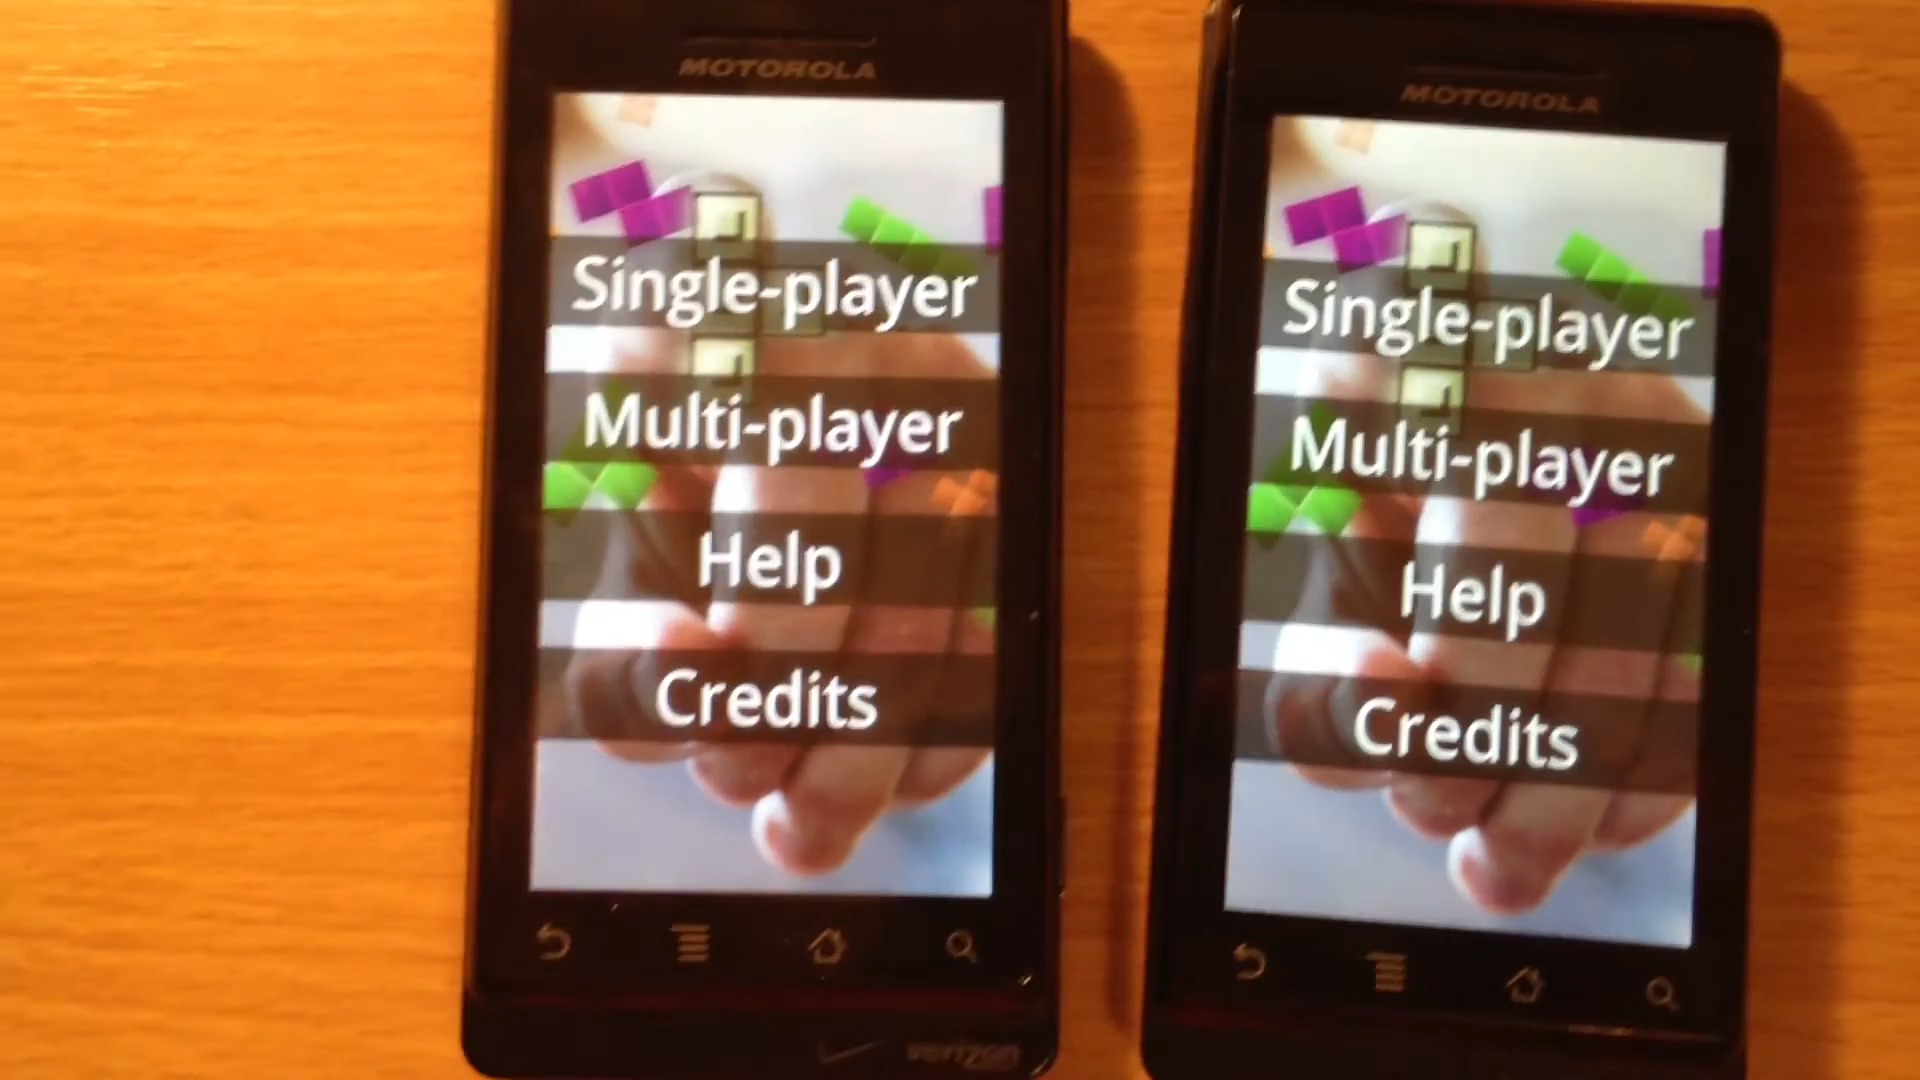 MOTOROLA
Single-player
Multi-player
Help
Credits
verizon
MOTOROLA
Single-player
Multi-player
Help
Credits